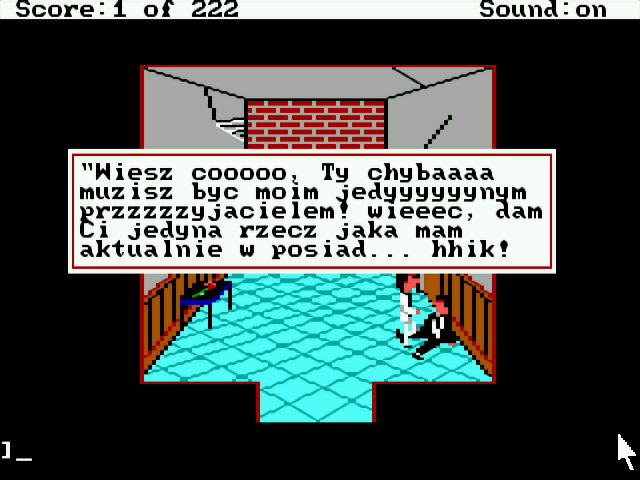 Score:1 of 222 Sound:on
"Wiesz cooooo, Ty chybaaaa
muzisz byc moim jedyyyyyynym
przzzzzyjacielem! wieeec, dam
Ci jedyna rzecz jaka mam
aktualnie w posiad... hhik!
]_